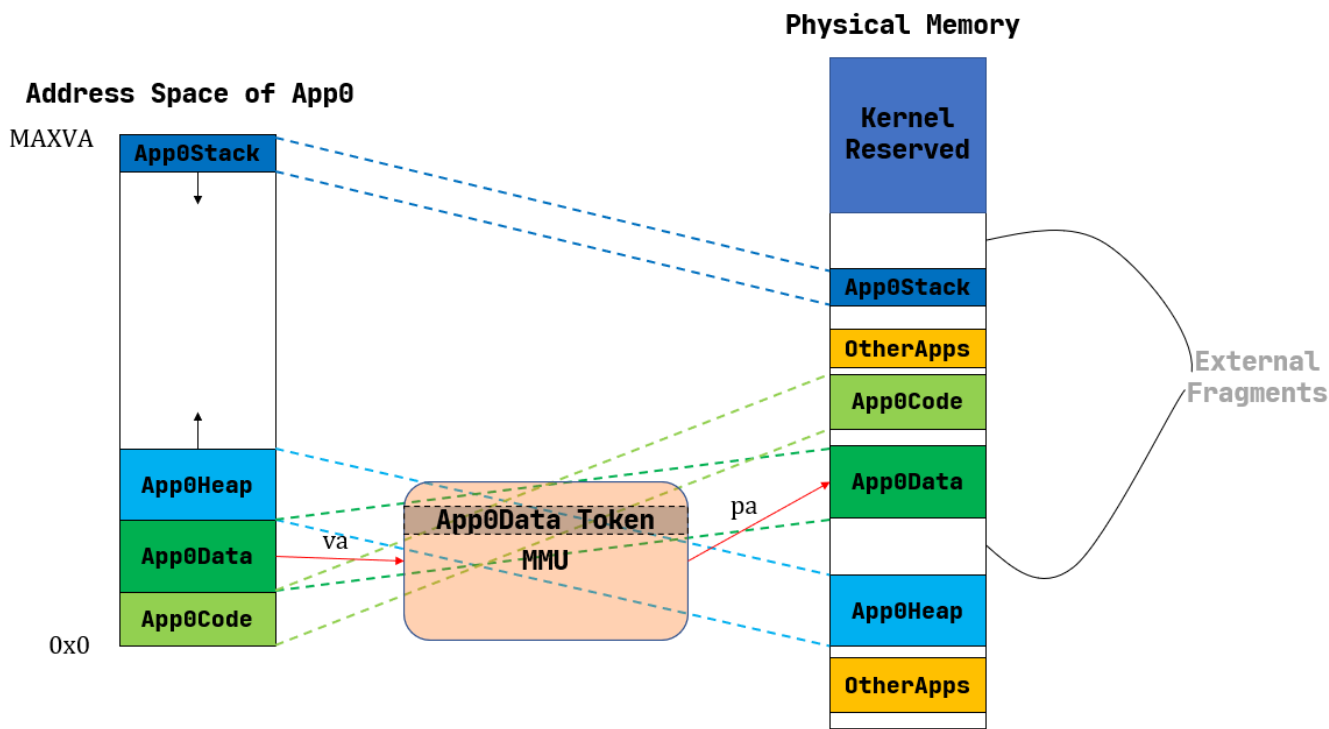 Physical Memory
Address Space of App0
MAXVA
App0Stack
App0Heap
App0Data
App0Code
0x0
va
App0Data Token
MMU
pa
Kernel
Reserved
App0Stack
OtherApps
App0Code
App0Data
App0Heap
OtherApps
External
Fragments